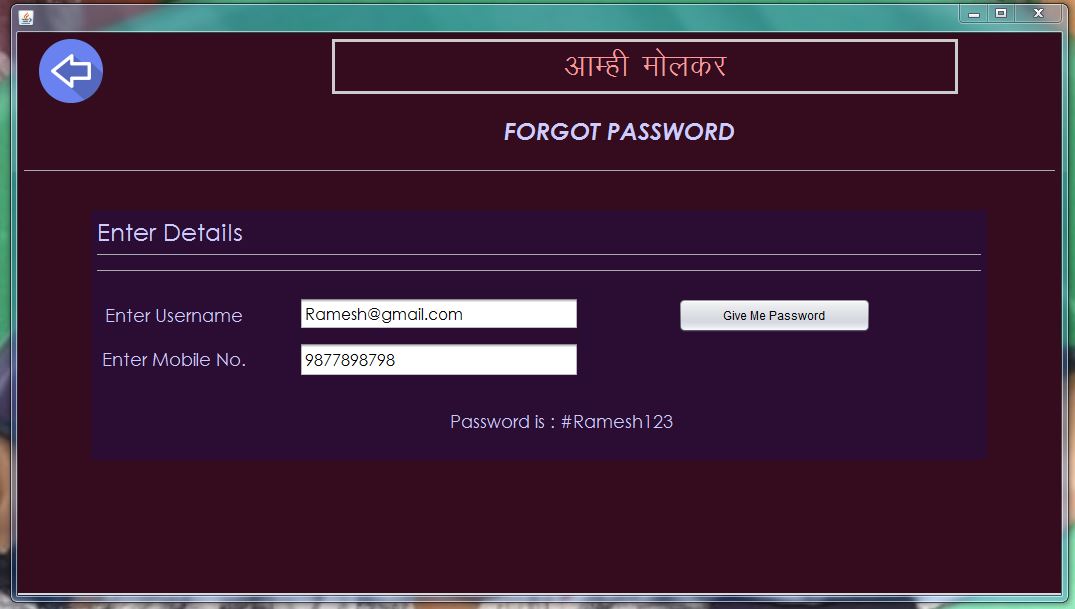 आम्ही मोलकर
FORGOT PASSWORD
Enter Details
Enter Username
Ramesh@gmail.com
Give Me Password
Enter Mobile No.
9877898798
Password is : #Ramesh123